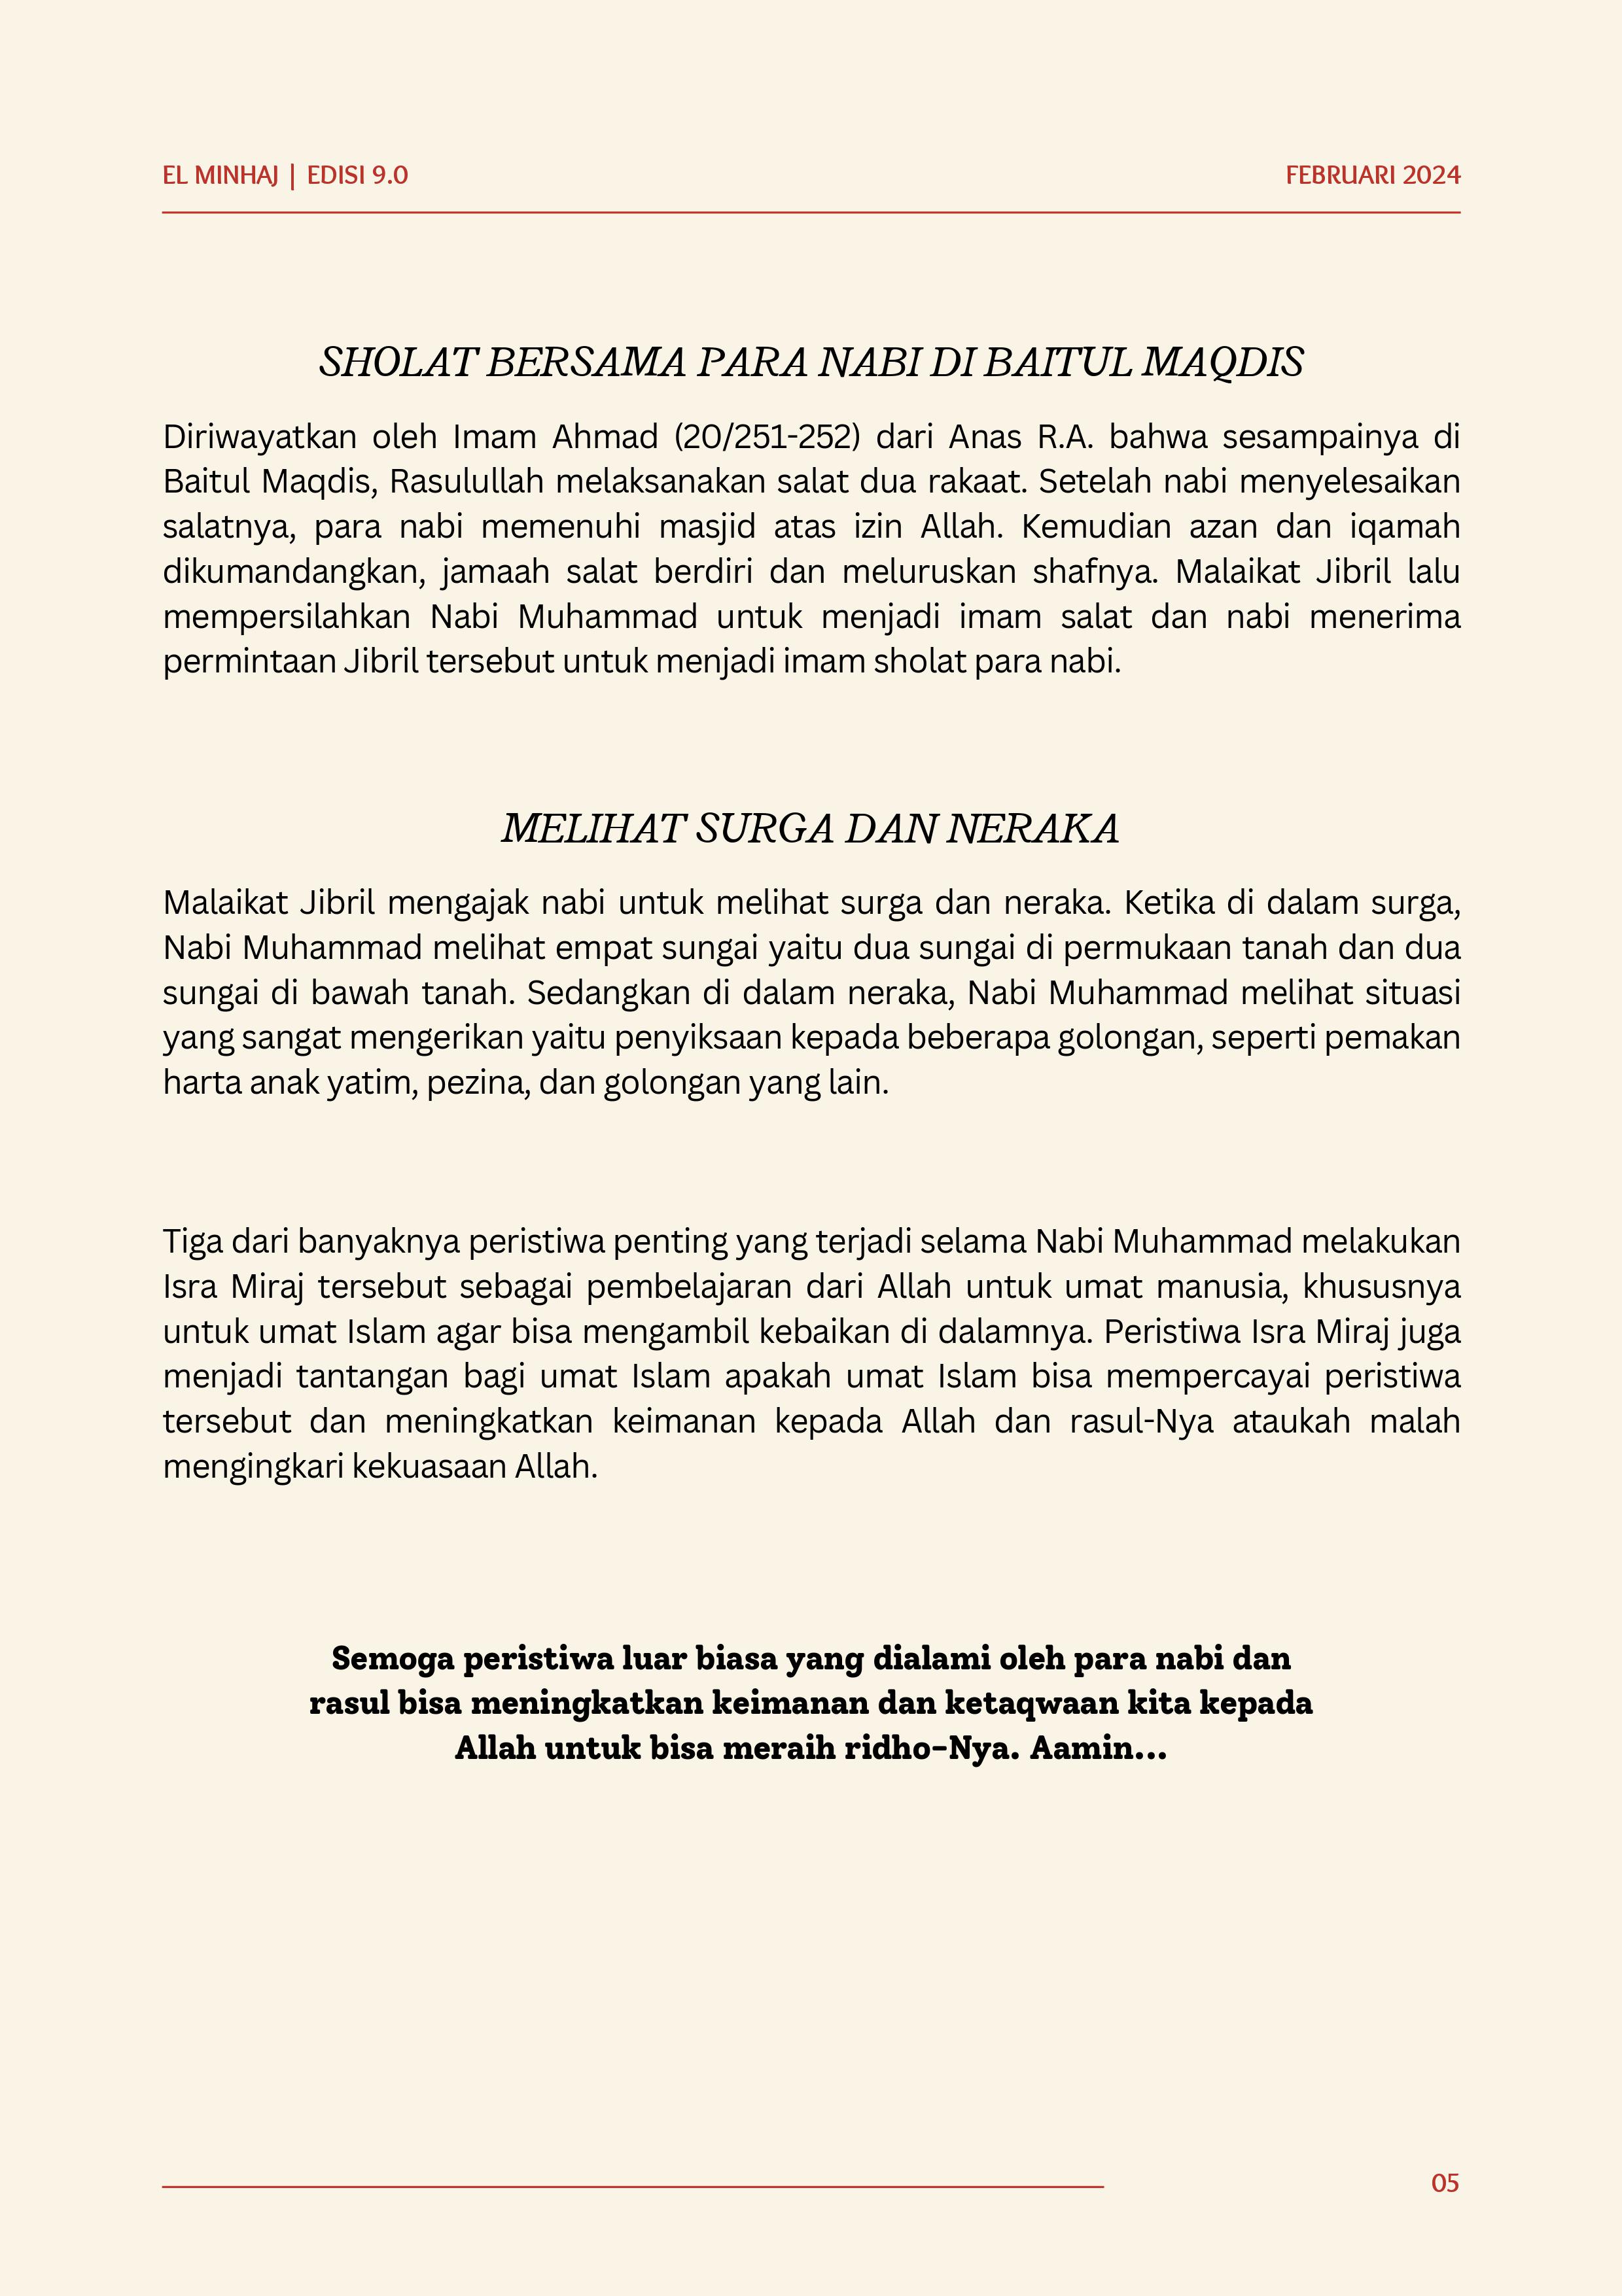 EL MINHAJ | EDISI 9.0
FEBRUARI 2024
SHOLAT BERSAMA PARA NABI DI BAITUL MAQDIS
Diriwayatkan oleh Imam Ahmad (20/251-252) dari Anas R.A. bahwa sesampainya di
Baitul Maqdis, Rasulullah melaksanakan salat dua rakaat. Setelah nabi menyelesaikan
salatnya, para nabi memenuhi masjid atas izin Allah. Kemudian azan dan iqamah
dikumandangkan, jamaah salat berdiri dan meluruskan shafnya. Malaikat Jibril lalu
mempersilahkan Nabi Muhammad untuk menjadi imam salat dan nabi menerima
permintaan Jibril tersebut untuk menjadi imam sholat para nabi.
MELIHAT SURGA DAN NERAKA
Malaikat Jibril mengajak nabi untuk melihat surga dan neraka. Ketika di dalam surga,
Nabi Muhammad melihat empat sungai yaitu dua sungai di permukaan tanah dan dua
sungai di bawah tanah. Sedangkan di dalam neraka, Nabi Muhammad melihat situasi
yang sangat mengerikan yaitu penyiksaan kepada beberapa golongan, seperti pemakan
harta anak yatim, pezina, dan golongan yang lain.
Tiga dari banyaknya peristiwa penting yang terjadi selama Nabi Muhammad melakukan
Isra Miraj tersebut sebagai pembelajaran dari Allah untuk umat manusia, khususnya
untuk umat Islam agar bisa mengambil kebaikan di dalamnya. Peristiwa Isra Miraj juga
menjadi tantangan bagi umat Islam apakah umat Islam bisa mempercayai peristiwa
tersebut dan meningkatkan keimanan kepada Allah dan rasul-Nya ataukah malah
mengingkari kekuasaan Allah.
Semoga peristiwa luar biasa yang dialami oleh para nabi dan
rasul bisa meningkatkan keimanan dan ketaqwaan kita kepada
Allah untuk bisa meraih ridho-Nya. Aamin...
05